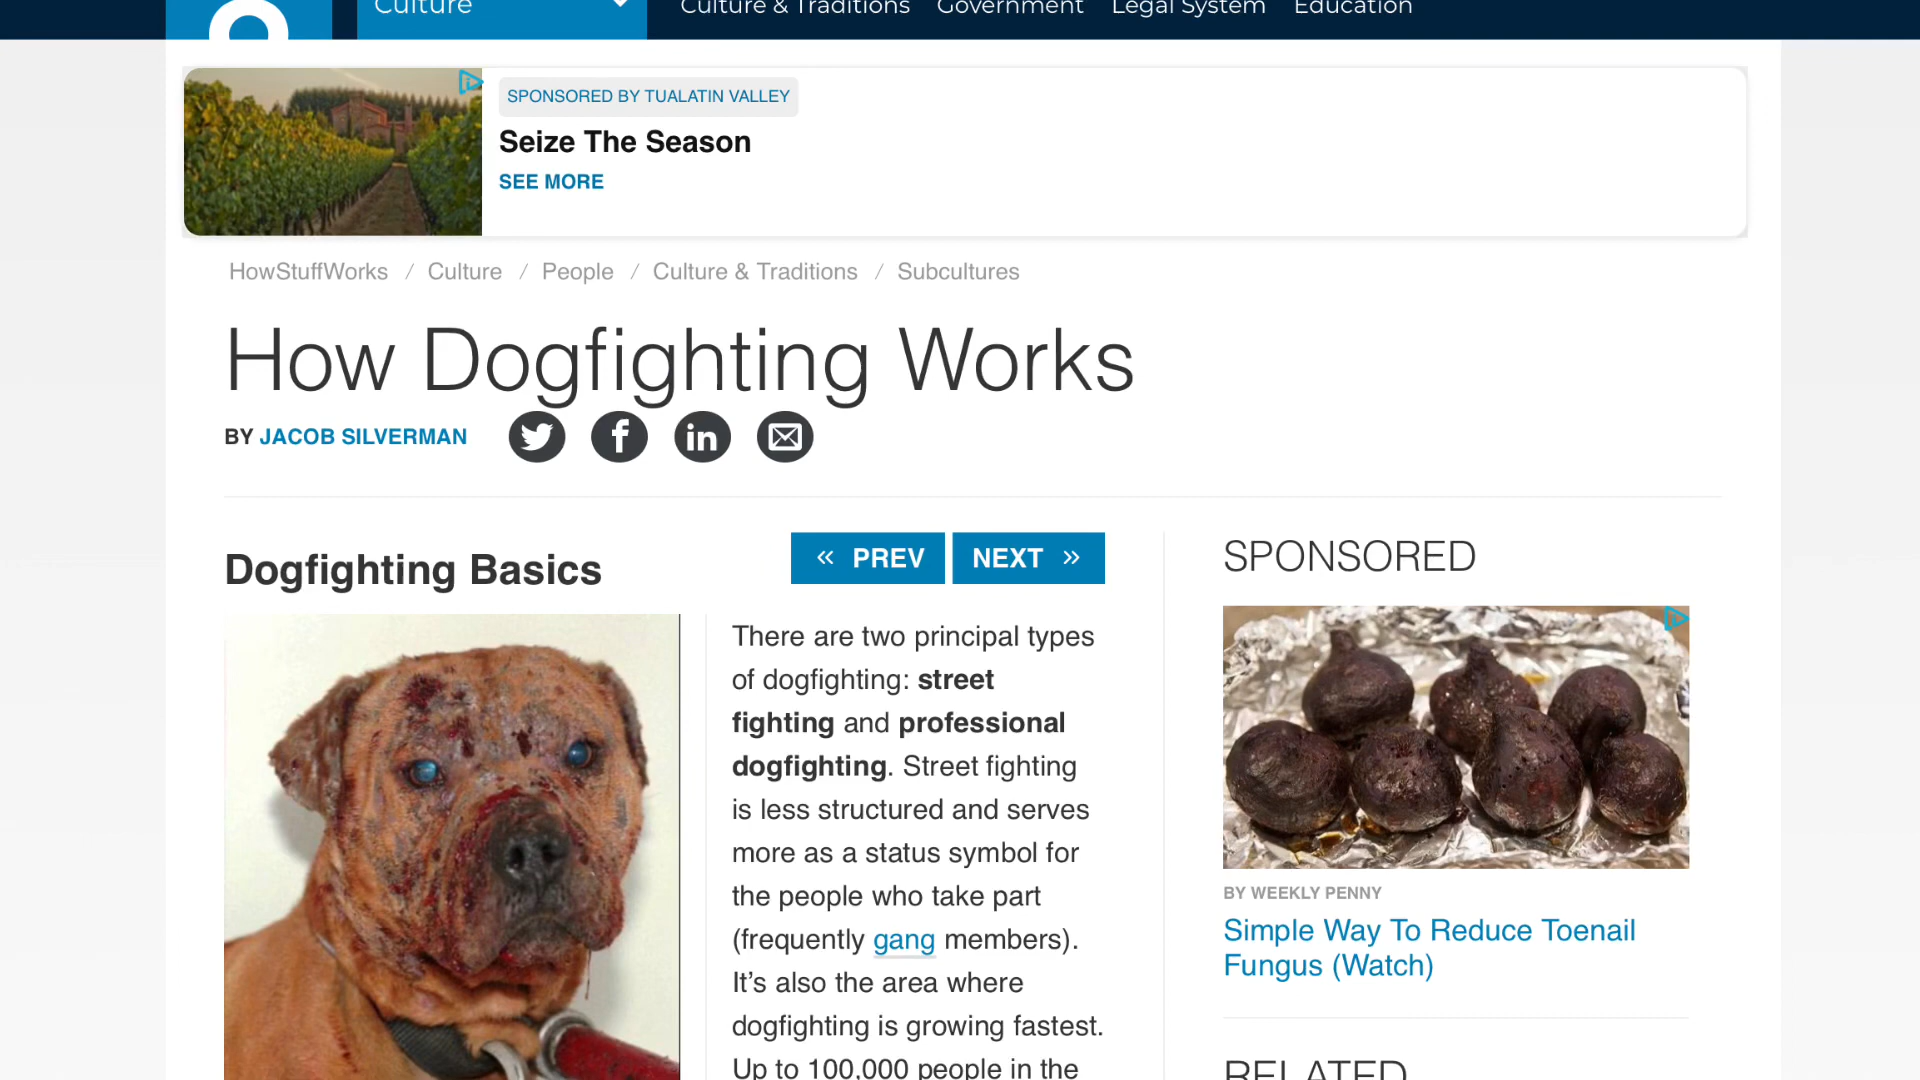 Culture
Culture & Traditions Government Legal System Education
SPONSORED BY TUALATIN VALLEY
Seize The Season
SEE MORE
HowStuffWorks / Culture / People / Culture & Traditions / Subcultures
How Dogfighting Works
BY JACOB SILVERMAN
Dogfighting Basics
« PREV
NEXT »
There are two principal types
of dogfighting: street
fighting and professional
dogfighting. Street fighting
is less structured and serves
more as a status symbol for
the people who take part
(frequently gang members).
It’s also the area where
dogfighting is growing fastest.
Up to 100,000 people in the
SPONSORED
BY WEEKLY PENNY
Simple Way To Reduce Toenail
Fungus (Watch)
RELATED